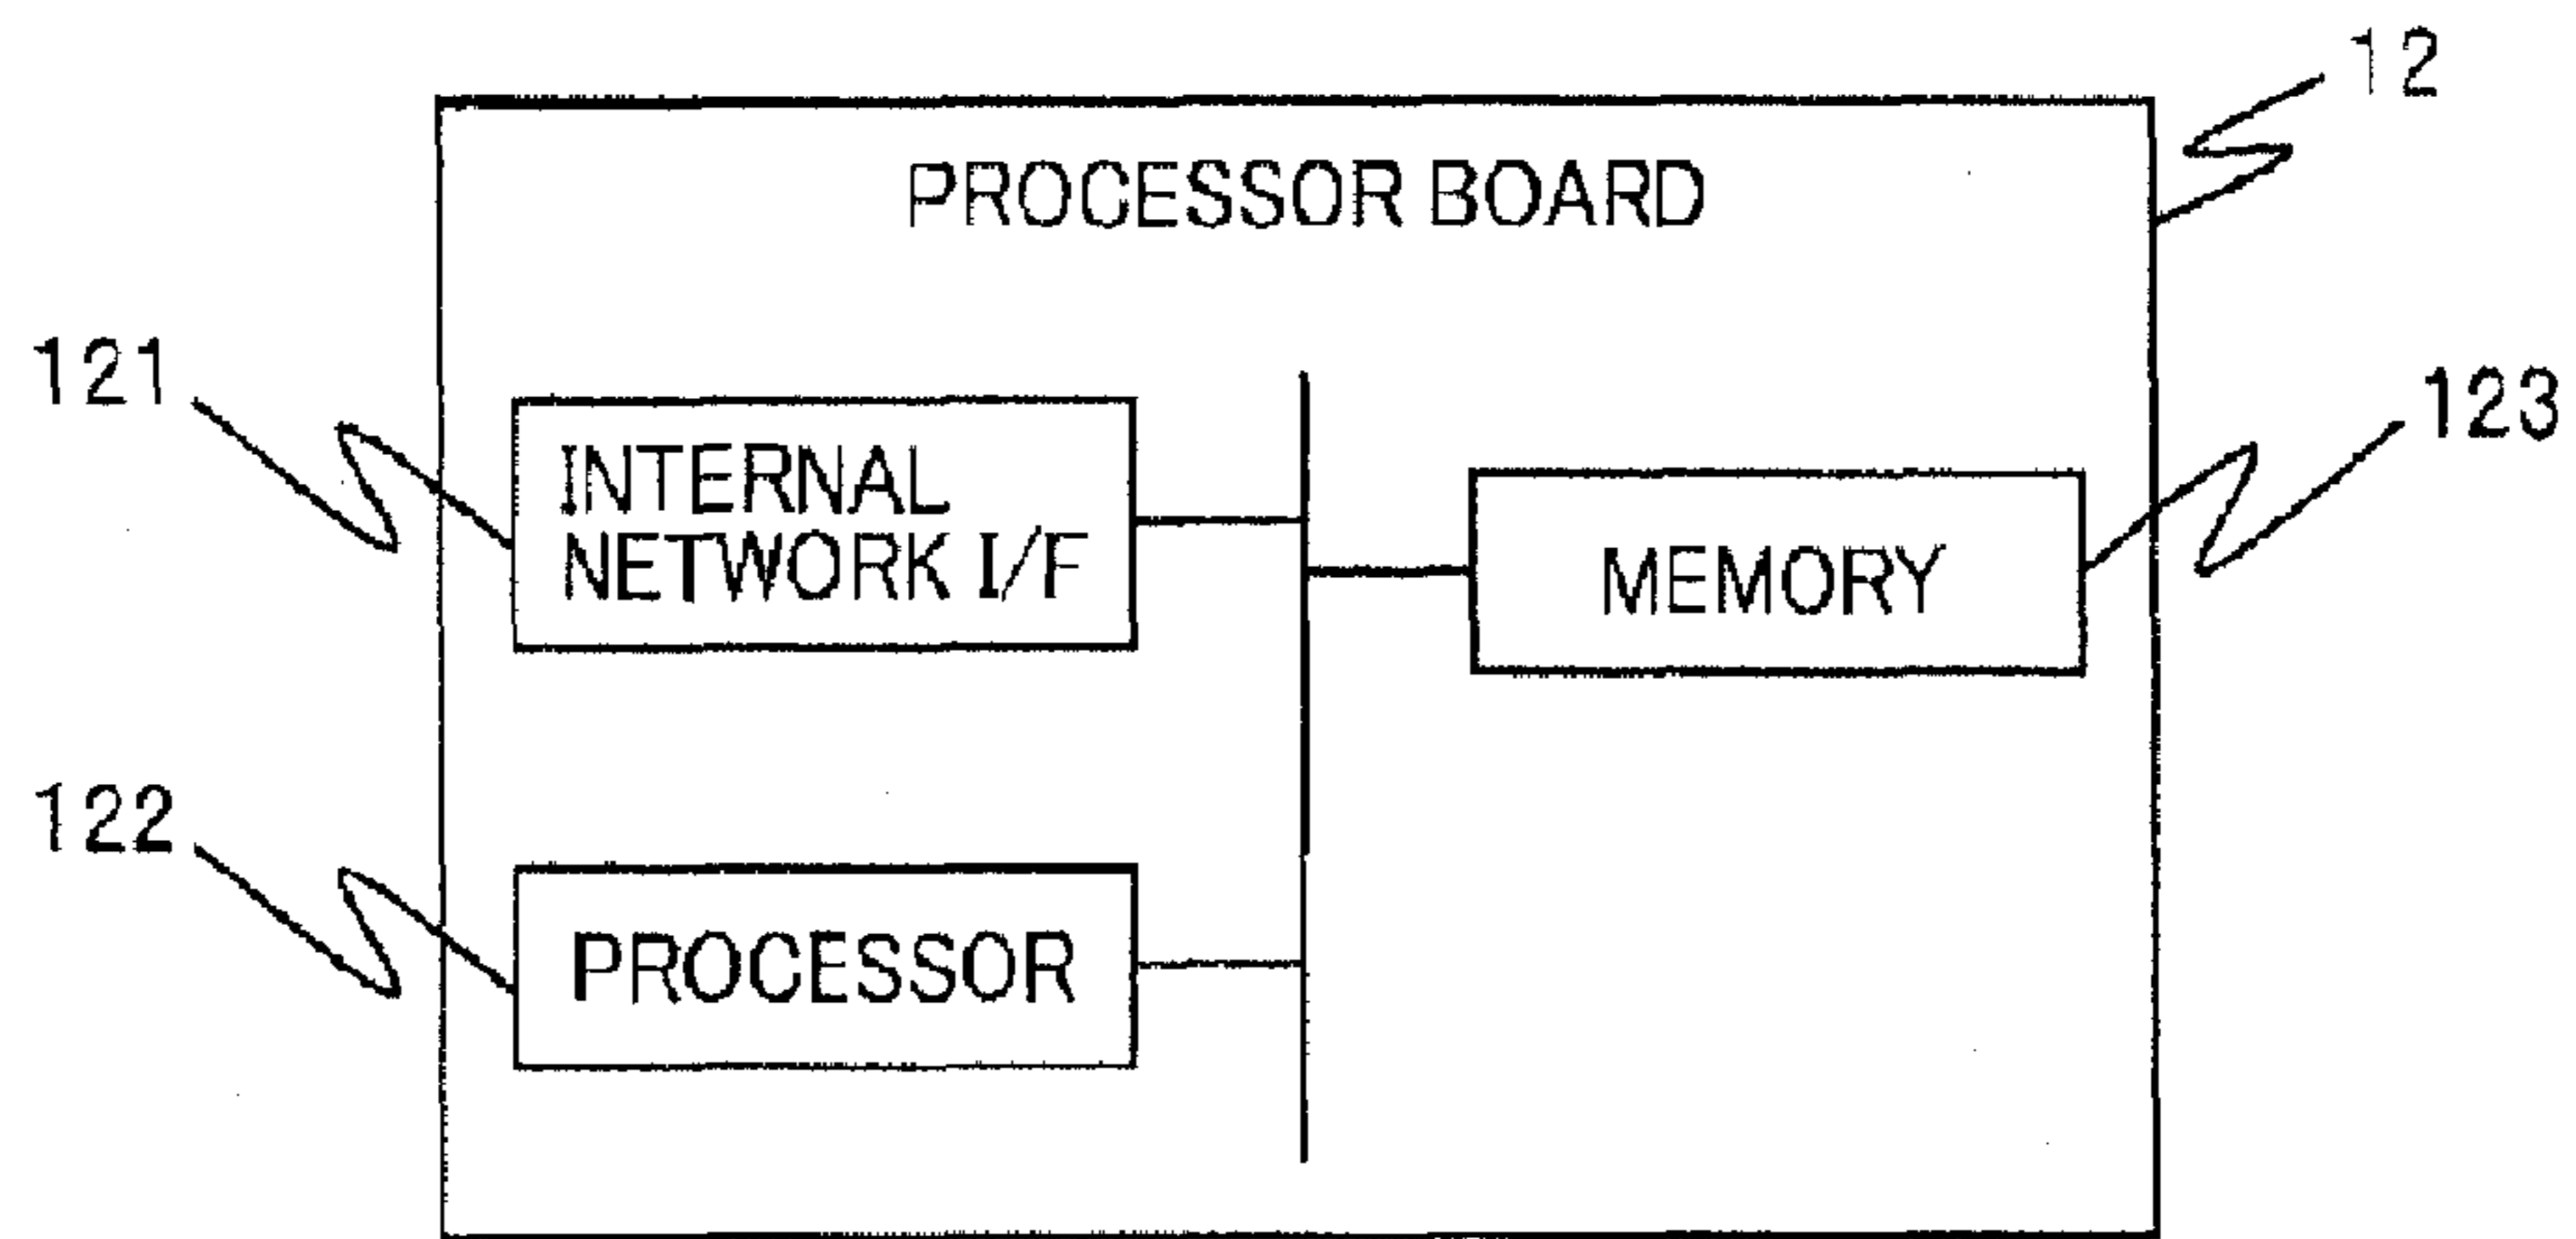 12
PROCESSOR BOARD
121
INTERNAL
NETWORK I/F
123
MEMORY
122
PROCESSOR